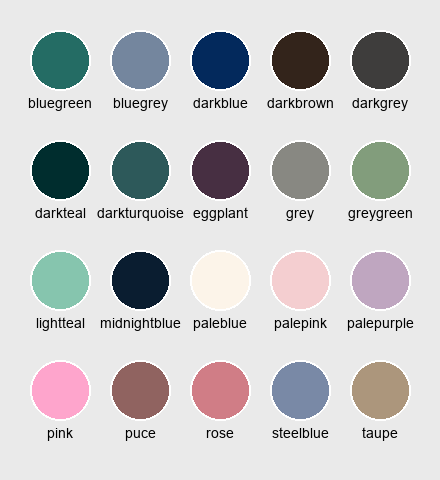 bluegreen bluegrey darkblue darkbrown darkgrey
darkteal darkturquoise eggplant grey greygreen
lightteal midnightblue paleblue palepink palepurple
pink puce rose steelblue taupe